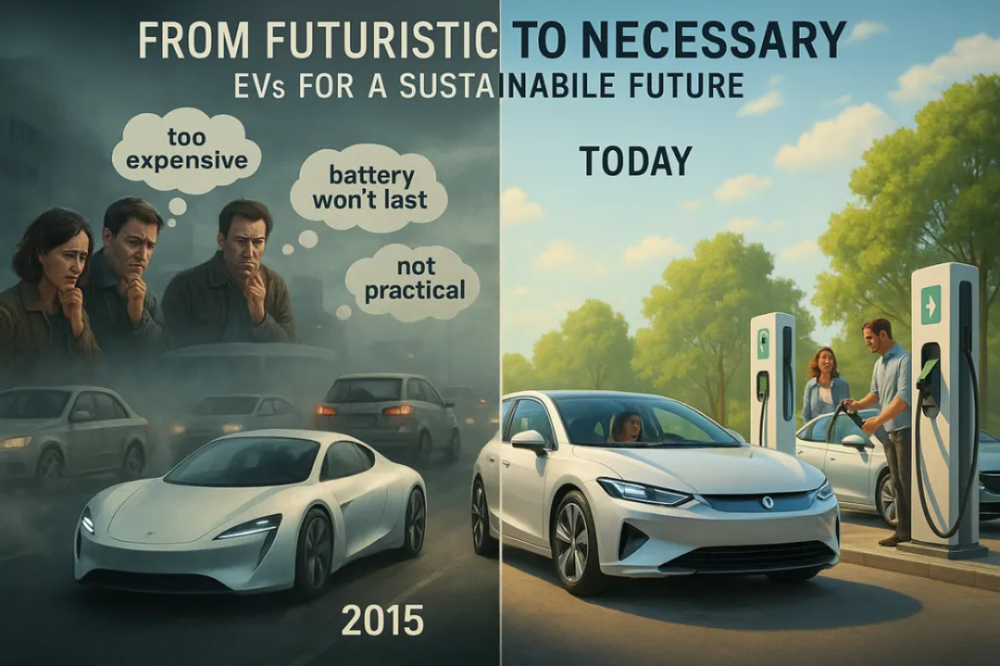 FROM FUTURISTIC TO NECESSARY
EVs FOR A SUSTAINABILE FUTURE
too
expensive
battery
won't last
not
practical
2015
TODAY